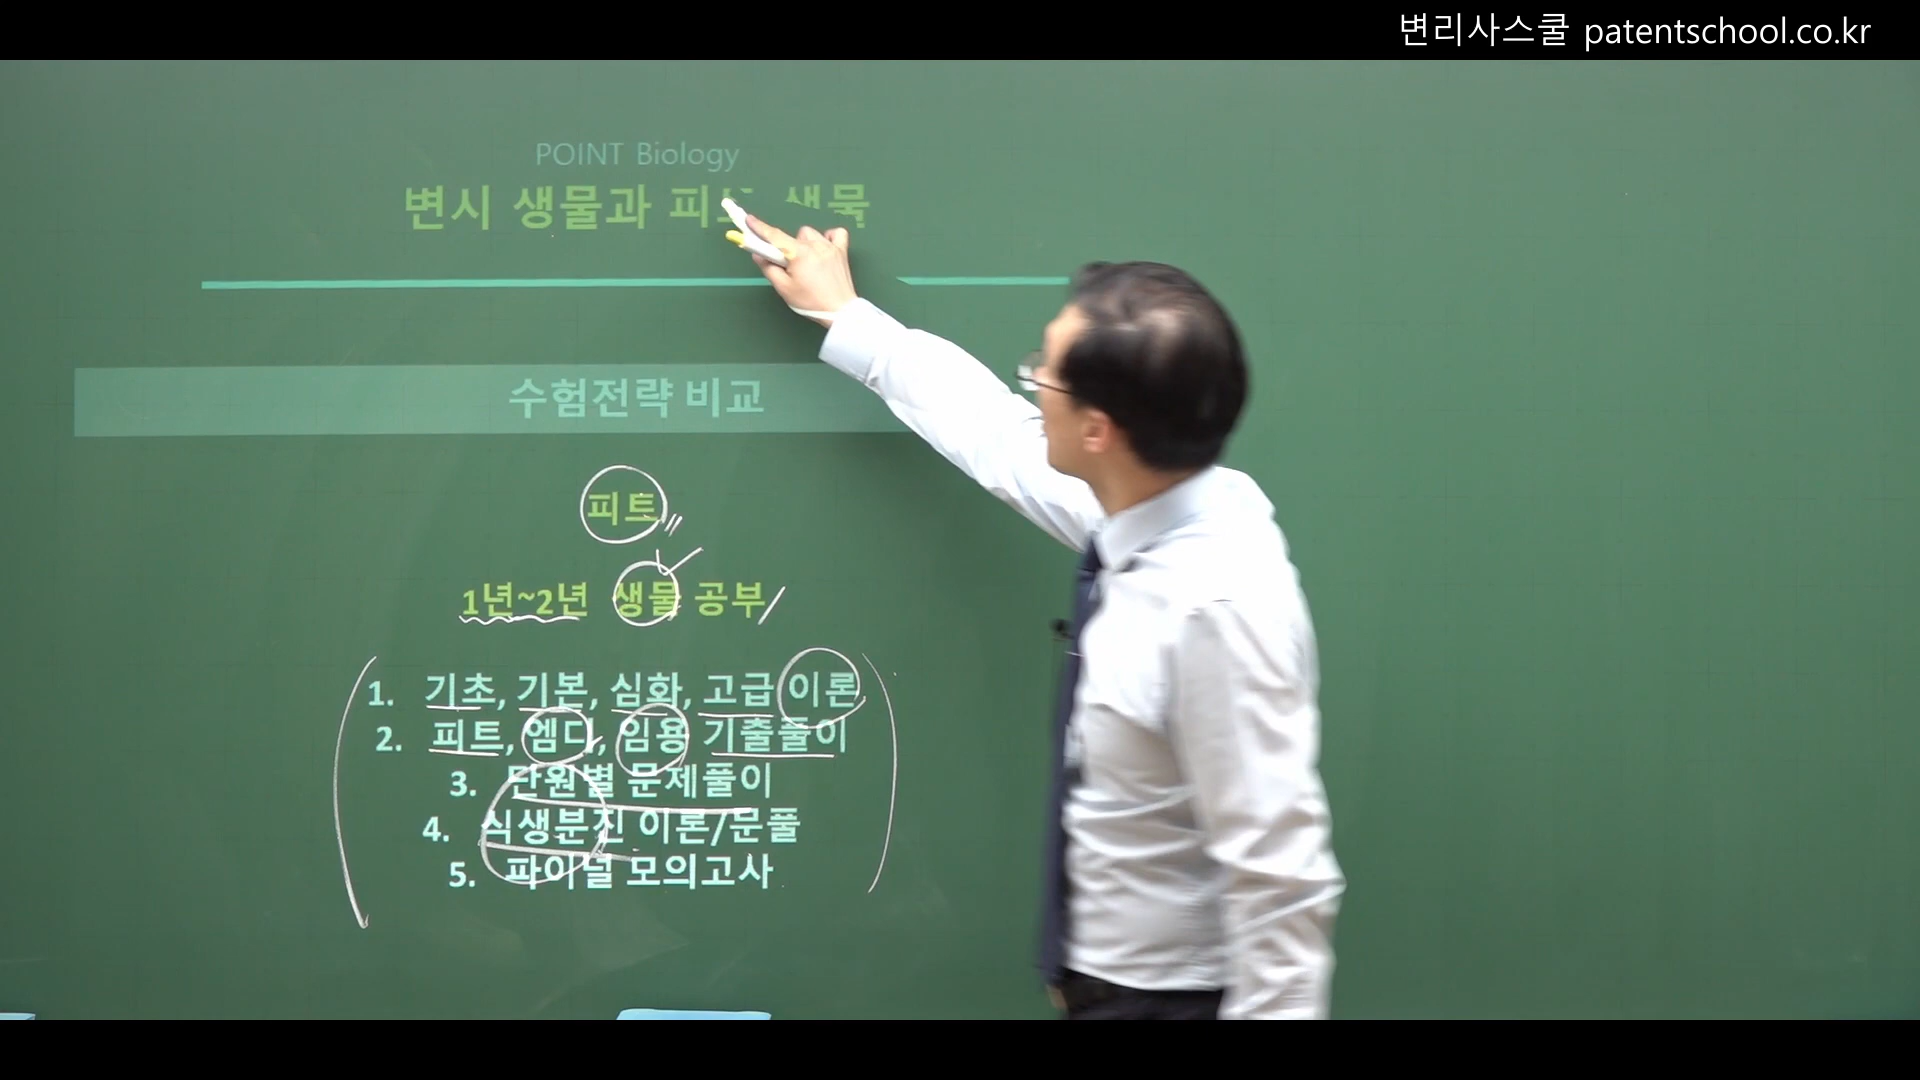 변리사스쿨 patentschool.co.kr
POINT Biology
변시 생물과 피트 생물
수험전략 비교
피트
1년~2년 생물 공부
1. 기초, 기본, 심화, 고급 이론
2. 피트, 엠디, 임용 기출풀이
3. 단원별 문제풀이
4. 식생분진 이론/문풀
5. 파이널 모의고사